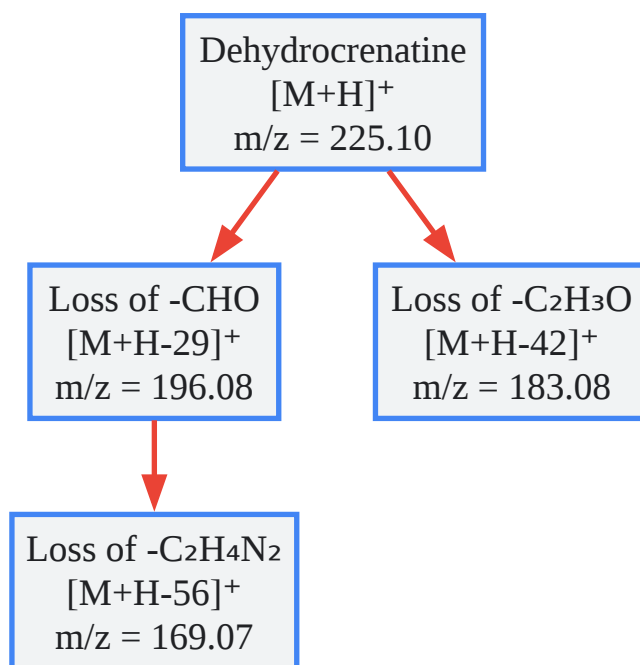 Dehydrocrenatine
[M+H]⁺
m/z = 225.10
Loss of -CHO
[M+H-29]⁺
m/z = 196.08
Loss of -C₂H₃O
[M+H-42]⁺
m/z = 183.08
Loss of -C₂H₄N₂
[M+H-56]⁺
m/z = 169.07